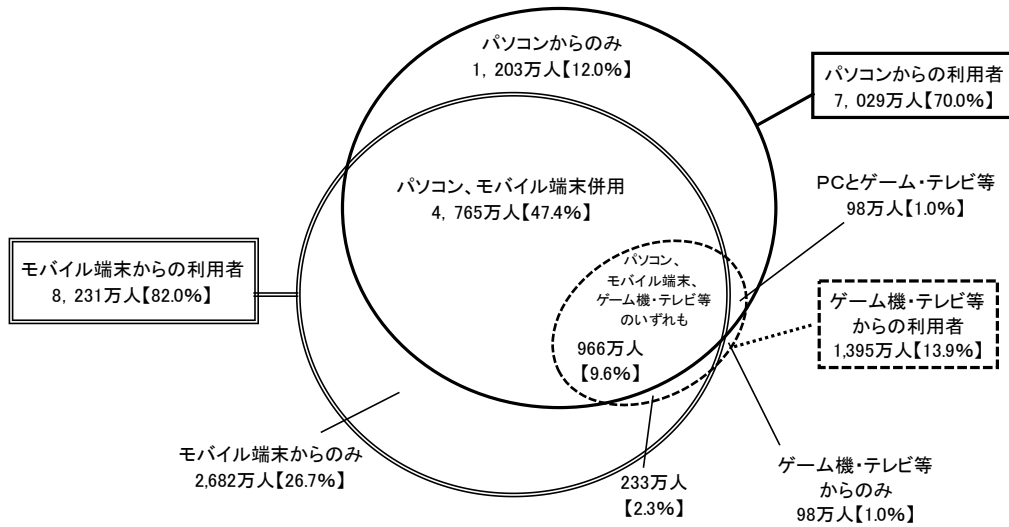 パソコンからのみ
1, 203万人【12.0%】
パソコンからの利用者
7, 029万人【70.0%】
パソコン、モバイル端末併用
4, 765万人【47.4%】
PCとゲーム・テレビ等
98万人【1.0%】
モバイル端末からの利用者
8, 231万人【82.0%】
パソコン、
モバイル端末、
ゲーム機・テレビ等
のいずれも
966万人
【9.6%】
ゲーム機・テレビ等
からの利用者
1,395万人【13.9%】
モバイル端末からのみ
2,682万人【26.7%】
233万人
【2.3%】
ゲーム機・テレビ等
からのみ
98万人【1.0%】